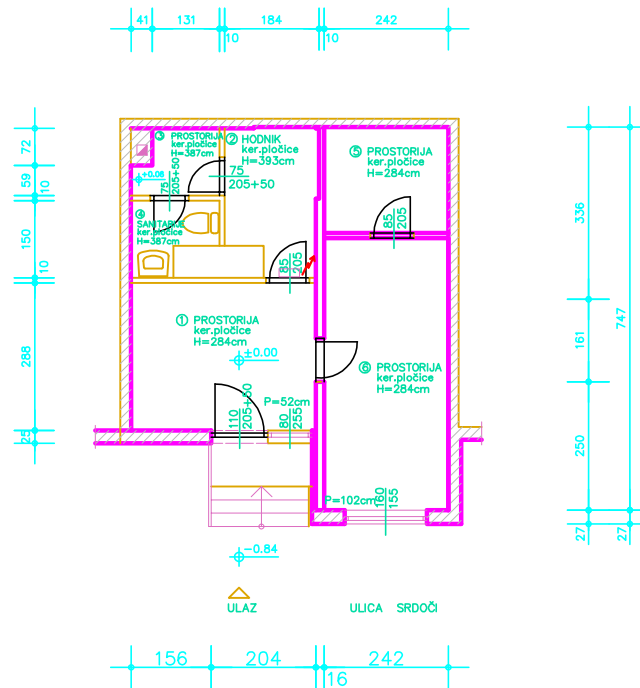 41 131 184 242
10 10
③ PROSTORIJA
ker.pločice
H=387cm
② HODNIK
ker.pločice
H=393cm
⑤ PROSTORIJA
ker.pločice
H=284cm
72
59
10
150
10
288
25
75
205+50
75
205+50
④
SANITARIJE
ker.pločice
H=387cm
85
205
85
205
① PROSTORIJA
ker.pločice
H=284cm
±0.00
⑥ PROSTORIJA
ker.pločice
H=284cm
P=52cm
110
205+50
80
255
P=102cm
160
155
336
161
250
27
747
27
-0.84
ULAZ
ULICA SRDOČI
156 204 242
16